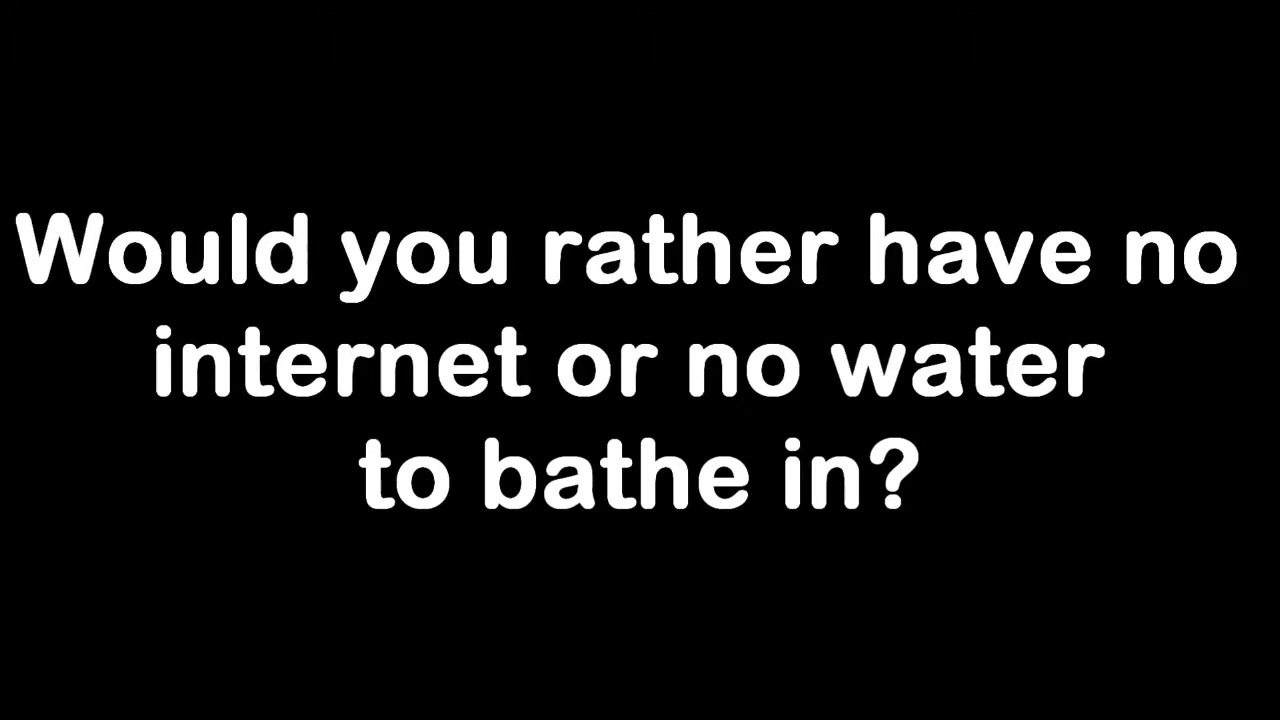 Would you rather have no
internet or no water
to bathe in?